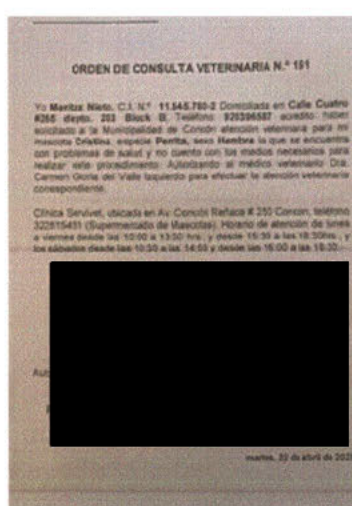 ORDEN DE CONSULTA VETERINARIA N.º 191
Yo Maritza Nieto, C.I. N.º 11.545.760-2 Domiciliada en Calle Cuatro
#265 depto. 203 Block B, Teléfono 920396587 acredito haber
solicitado a la Municipalidad de Concón atención veterinaria para mi
mascota Cristina, especie Perrita, sexo Hembra la que se encuentra
con problemas de salud y no cuento con los medios necesarios para
realizar este procedimiento. Autorizando al médico veterinario Dra.
Carmen Gloria del Valle Izquierdo para efectuar la atención veterinaria
correspondiente.
Clínica Servivet, ubicada en Av. Concón Reñaca # 250 Concon, teléfono
322815451 (Supermercado de Mascotas). Horario de atención de lunes
a viernes desde las 10:00 a 13:30 hrs., y desde 15:30 a las 18:30hrs., y
los sábados desde las 10:30 a las 14:00 y desde las 16:00 a las 18:30.
martes, de abril de